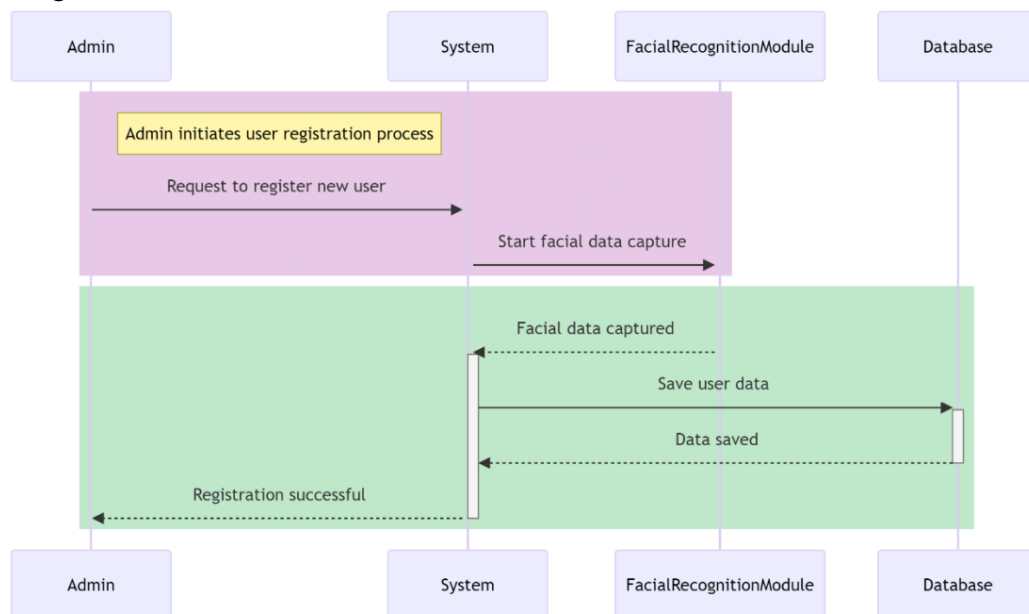 Admin
System
FacialRecognitionModule
Database
Admin initiates user registration process
Request to register new user
Start facial data capture
Facial data captured
Save user data
Data saved
Registration successful
Admin
System
FacialRecognitionModule
Database